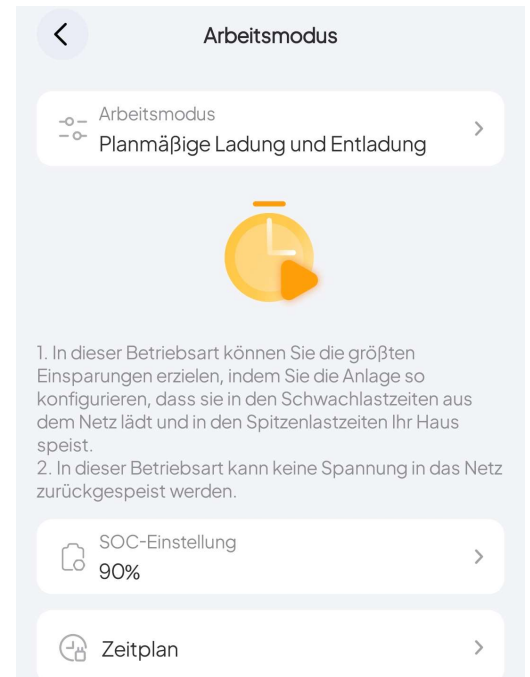 Arbeitsmodus
Arbeitsmodus
Planmäßige Ladung und Entladung
1. In dieser Betriebsart können Sie die größten
Einsparungen erzielen, indem Sie die Anlage so
konfigurieren, dass sie in den Schwachlastzeiten aus
dem Netz lädt und in den Spitzenlastzeiten Ihr Haus
speist.
2. In dieser Betriebsart kann keine Spannung in das Netz
zurückgespeist werden.
SOC-Einstellung
90%
Zeitplan